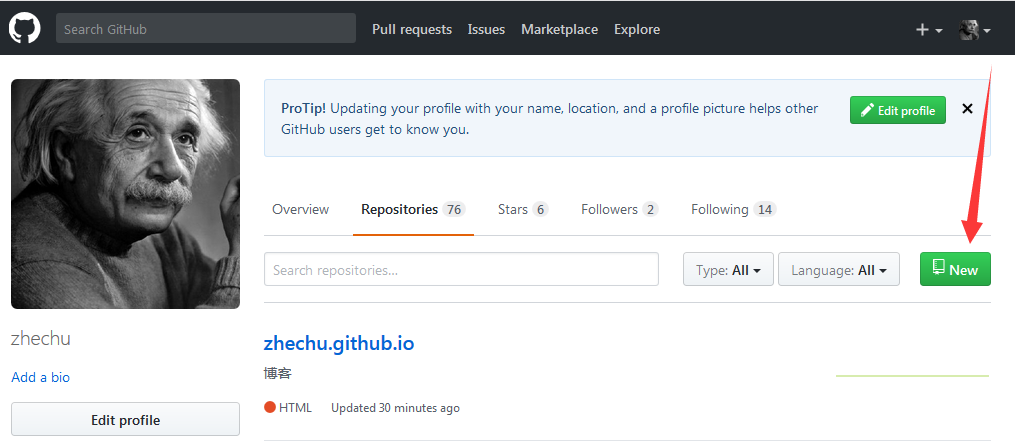 Search GitHub Pull requests Issues Marketplace Explore
ProTip! Updating your profile with your name, location, and a profile picture helps other
GitHub users get to know you.
Edit profile
Overview Repositories 76 Stars 6 Followers 2 Following 14
Search repositories... Type: All Language: All New
zhechu
Add a bio
Edit profile
zhechu.github.io
博客
HTML Updated 30 minutes ago